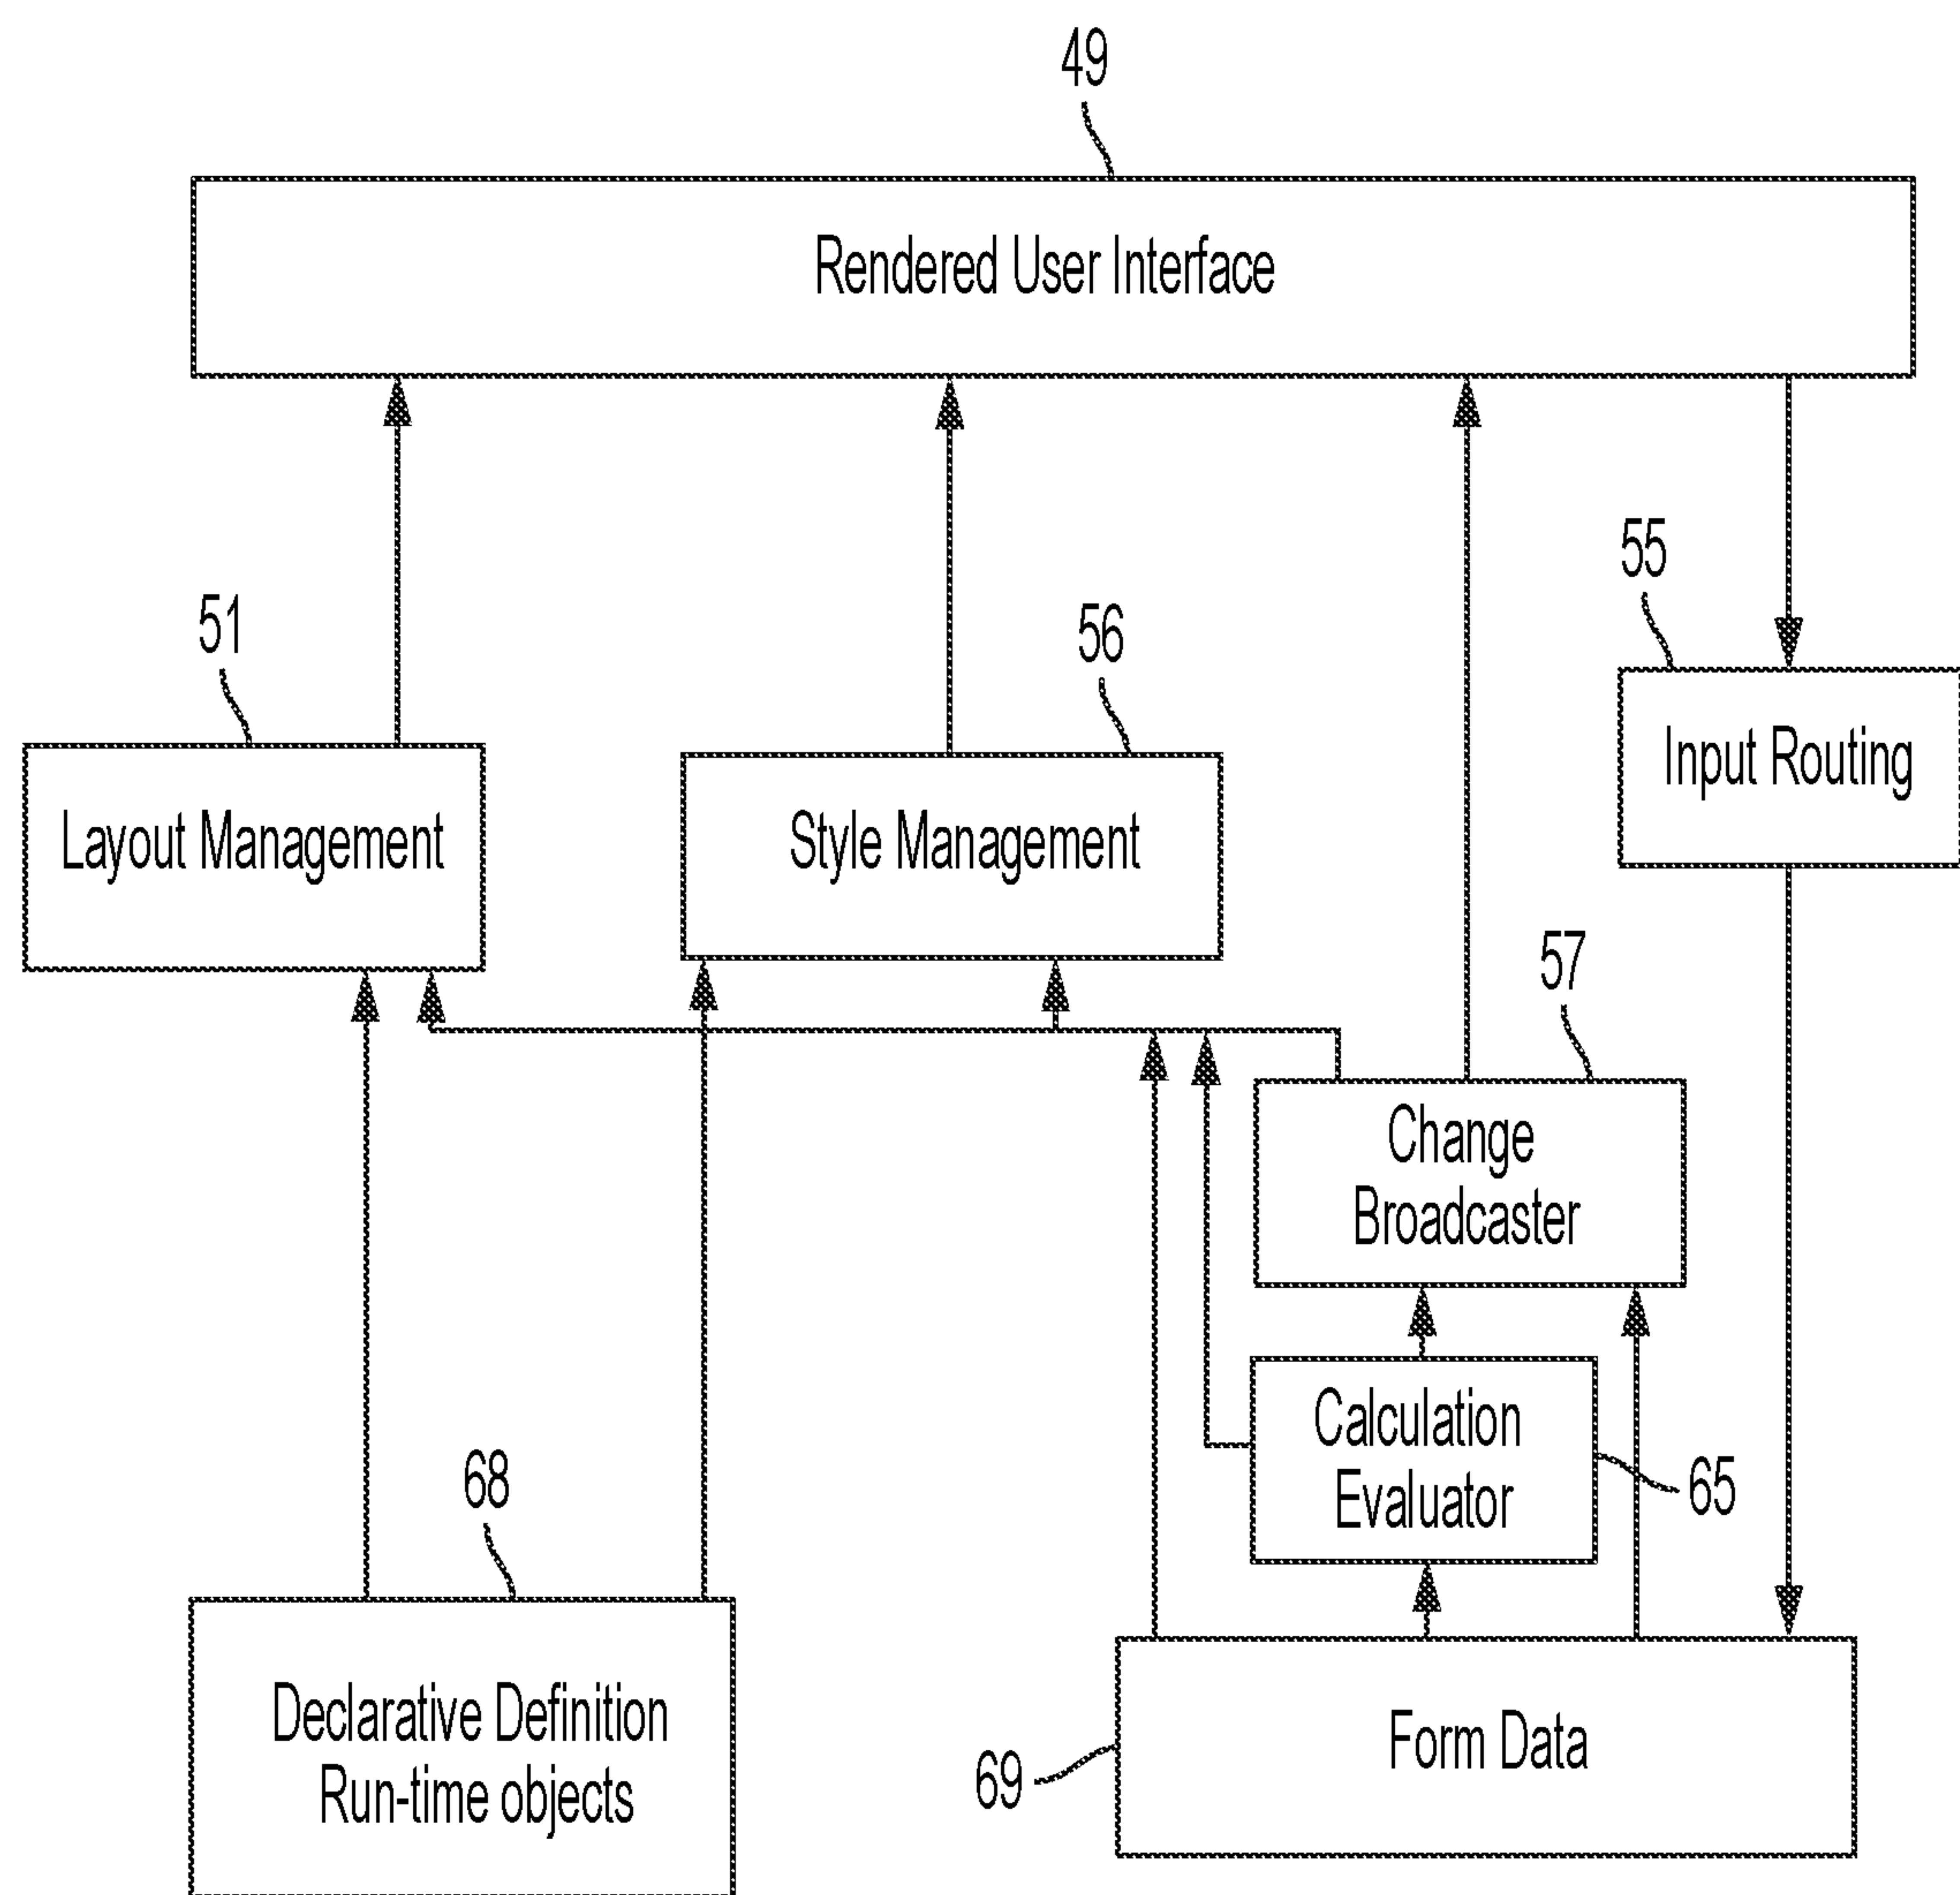 49
Rendered User Interface
55
51
56
Input Routing
Layout Management
Style Management
57
Change
Broadcaster
Calculation
Evaluator
65
68
Declarative Definition
Run-time objects
Form Data
69